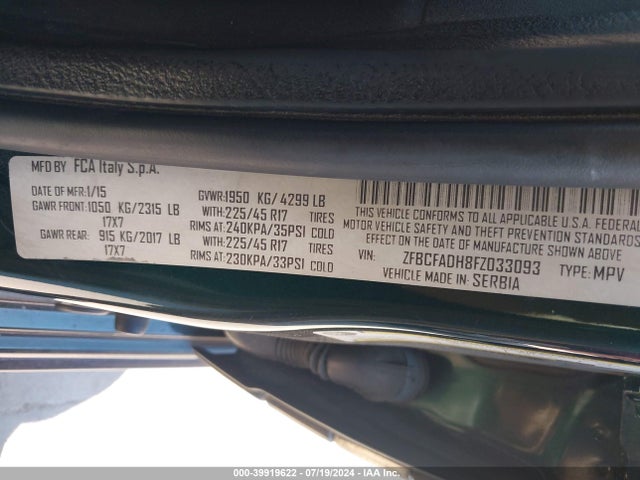 MFD BY FCA Italy S.p.A.
DATE OF MFR: 1/15 GVWR: 1950 KG/ 4299 LB
GAWR FRONT: 1050 KG/2315 LB WITH: 225/45 R17 TIRES
17X7 RIMS AT: 240KPA/35PSI COLD
GAWR REAR: 915 KG/2017 LB WITH: 225/45 R17 TIRES
17X7 RIMS AT: 230KPA/33PSI COLD
THIS VEHICLE CONFORMS TO ALL APPLICABLE U.S.A. FEDERAL
MOTOR VEHICLE SAFETY AND THEFT PREVENTION STANDARDS
IN EFFECT ON THE DATE OF MANUFACTURE SHOWN ABOVE.
VIN: ZFBCFADH8FZ033093 TYPE: MPV
VEHICLE MADE IN: SERBIA
000-39919622 - 07/19/2024 - IAA Inc.